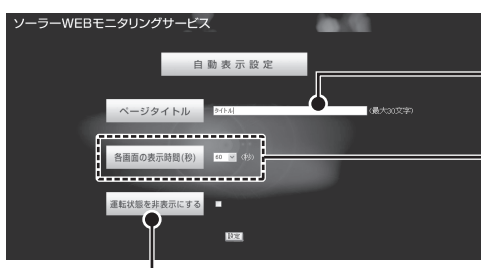 ソーラーWEBモニタリングサービス
自動表示設定
ページタイトル タイトル (最大30文字)
各画面の表示時間(秒) 60 (秒)
運転状態を非表示にする
設定